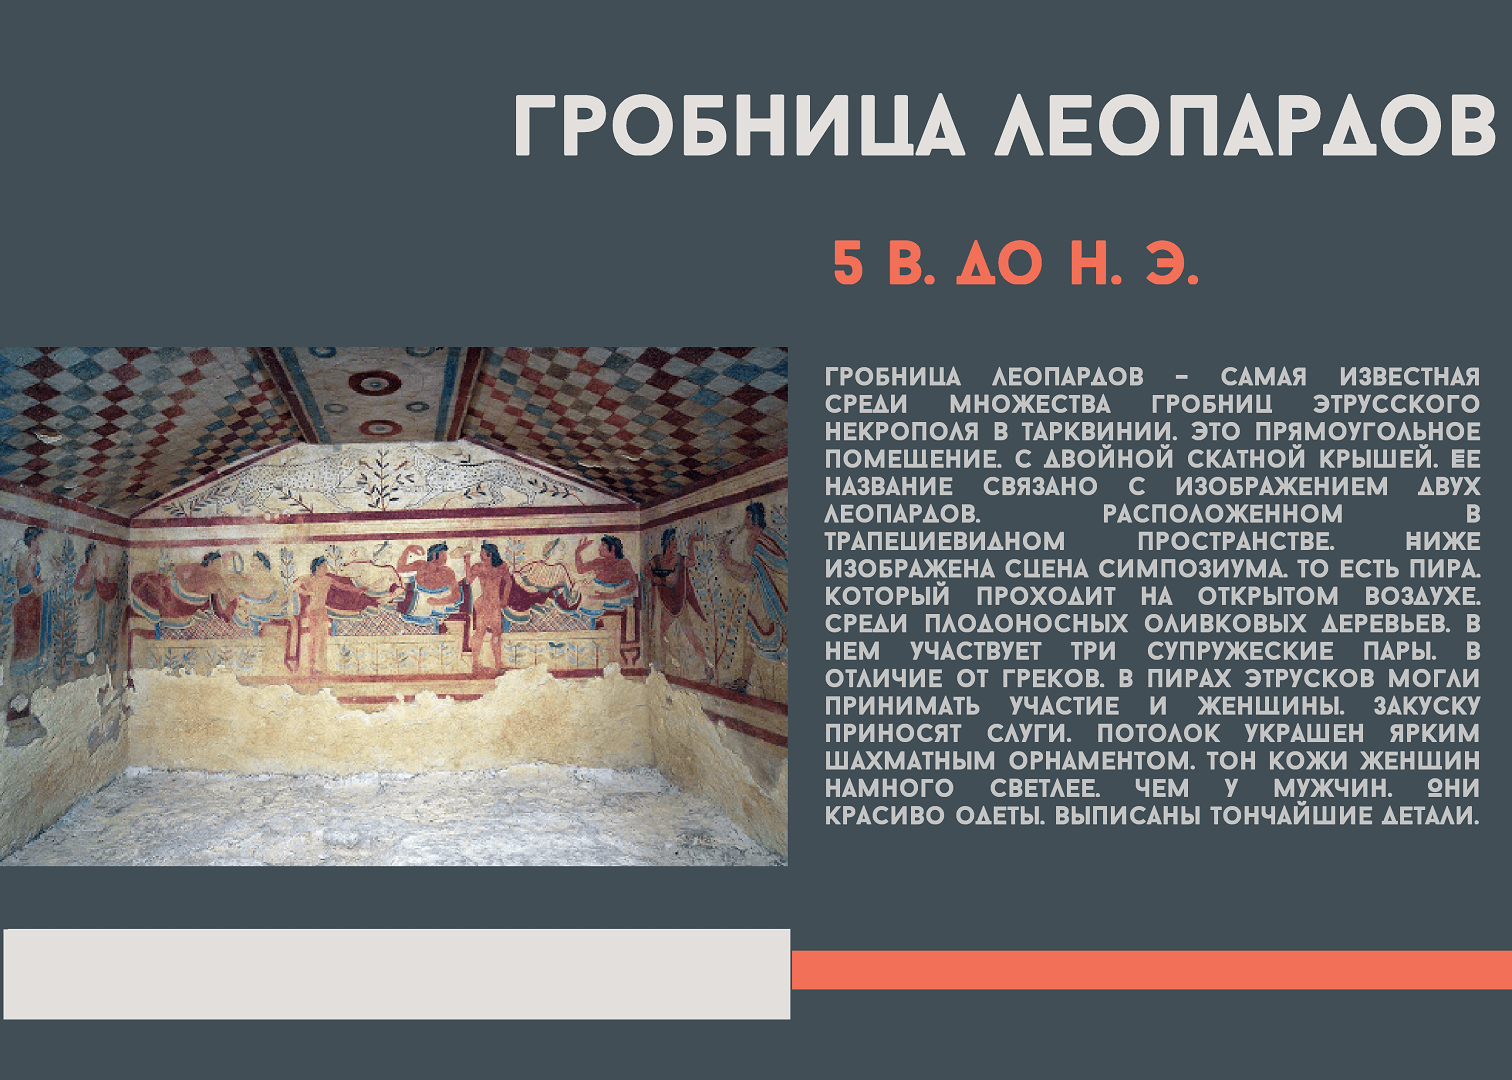 ГРОБНИЦА ЛЕОПАРДОВ
5 В. ДО Н. Э.
ГРОБНИЦА ЛЕОПАРДОВ – САМАЯ ИЗВЕСТНАЯ
СРЕДИ МНОЖЕСТВА ГРОБНИЦ ЭТРУССКОГО
НЕКРОПОЛЯ В ТАРКВИНИИ. ЭТО ПРЯМОУГОЛЬНОЕ
ПОМЕЩЕНИЕ. С ДВОЙНОЙ СКАТНОЙ КРЫШЕЙ. ЕЕ
НАЗВАНИЕ СВЯЗАНО С ИЗОБРАЖЕНИЕМ ДВУХ
ЛЕОПАРДОВ. РАСПОЛОЖЕННОМ В
ТРАПЕЦИЕВИДНОМ ПРОСТРАНСТВЕ. НИЖЕ
ИЗОБРАЖЕНА СЦЕНА СИМПОЗИУМА. ТО ЕСТЬ ПИРА.
КОТОРЫЙ ПРОХОДИТ НА ОТКРЫТОМ ВОЗДУХЕ.
СРЕДИ ПЛОДОНОСНЫХ ОЛИВКОВЫХ ДЕРЕВЬЕВ. В
НЕМ УЧАСТВУЕТ ТРИ СУПРУЖЕСКИЕ ПАРЫ. В
ОТЛИЧИЕ ОТ ГРЕКОВ. В ПИРАХ ЭТРУСКОВ МОГЛИ
ПРИНИМАТЬ УЧАСТИЕ И ЖЕНЩИНЫ. ЗАКУСКУ
ПРИНОСЯТ СЛУГИ. ПОТОЛОК УКРАШЕН ЯРКИМ
ШАХМАТНЫМ ОРНАМЕНТОМ. ТОН КОЖИ ЖЕНЩИН
НАМНОГО СВЕТЛЕЕ. ЧЕМ У МУЖЧИН. ОНИ
КРАСИВО ОДЕТЫ. ВЫПИСАНЫ ТОНЧАЙШИЕ ДЕТАЛИ.